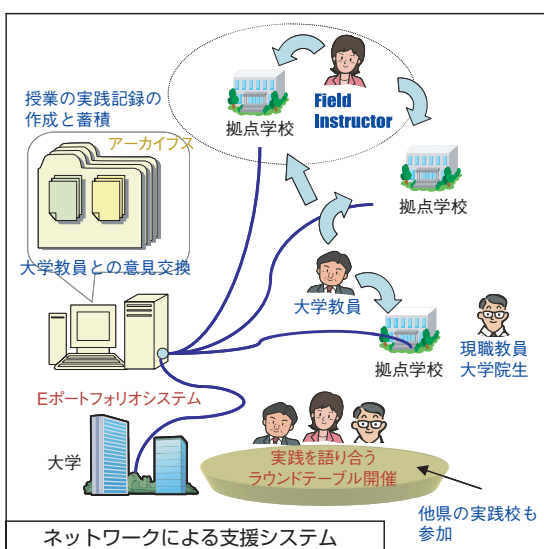 授業の実践記録の
作成と蓄積
アーカイブス
大学教員との意見交換
Field
Instructor
拠点学校
拠点学校
大学教員
拠点学校
現職教員
大学院生
Eポートフォリオシステム
大学
実践を語り合う
ラウンドテーブル開催
他県の実践校も
参加
ネットワークによる支援システム